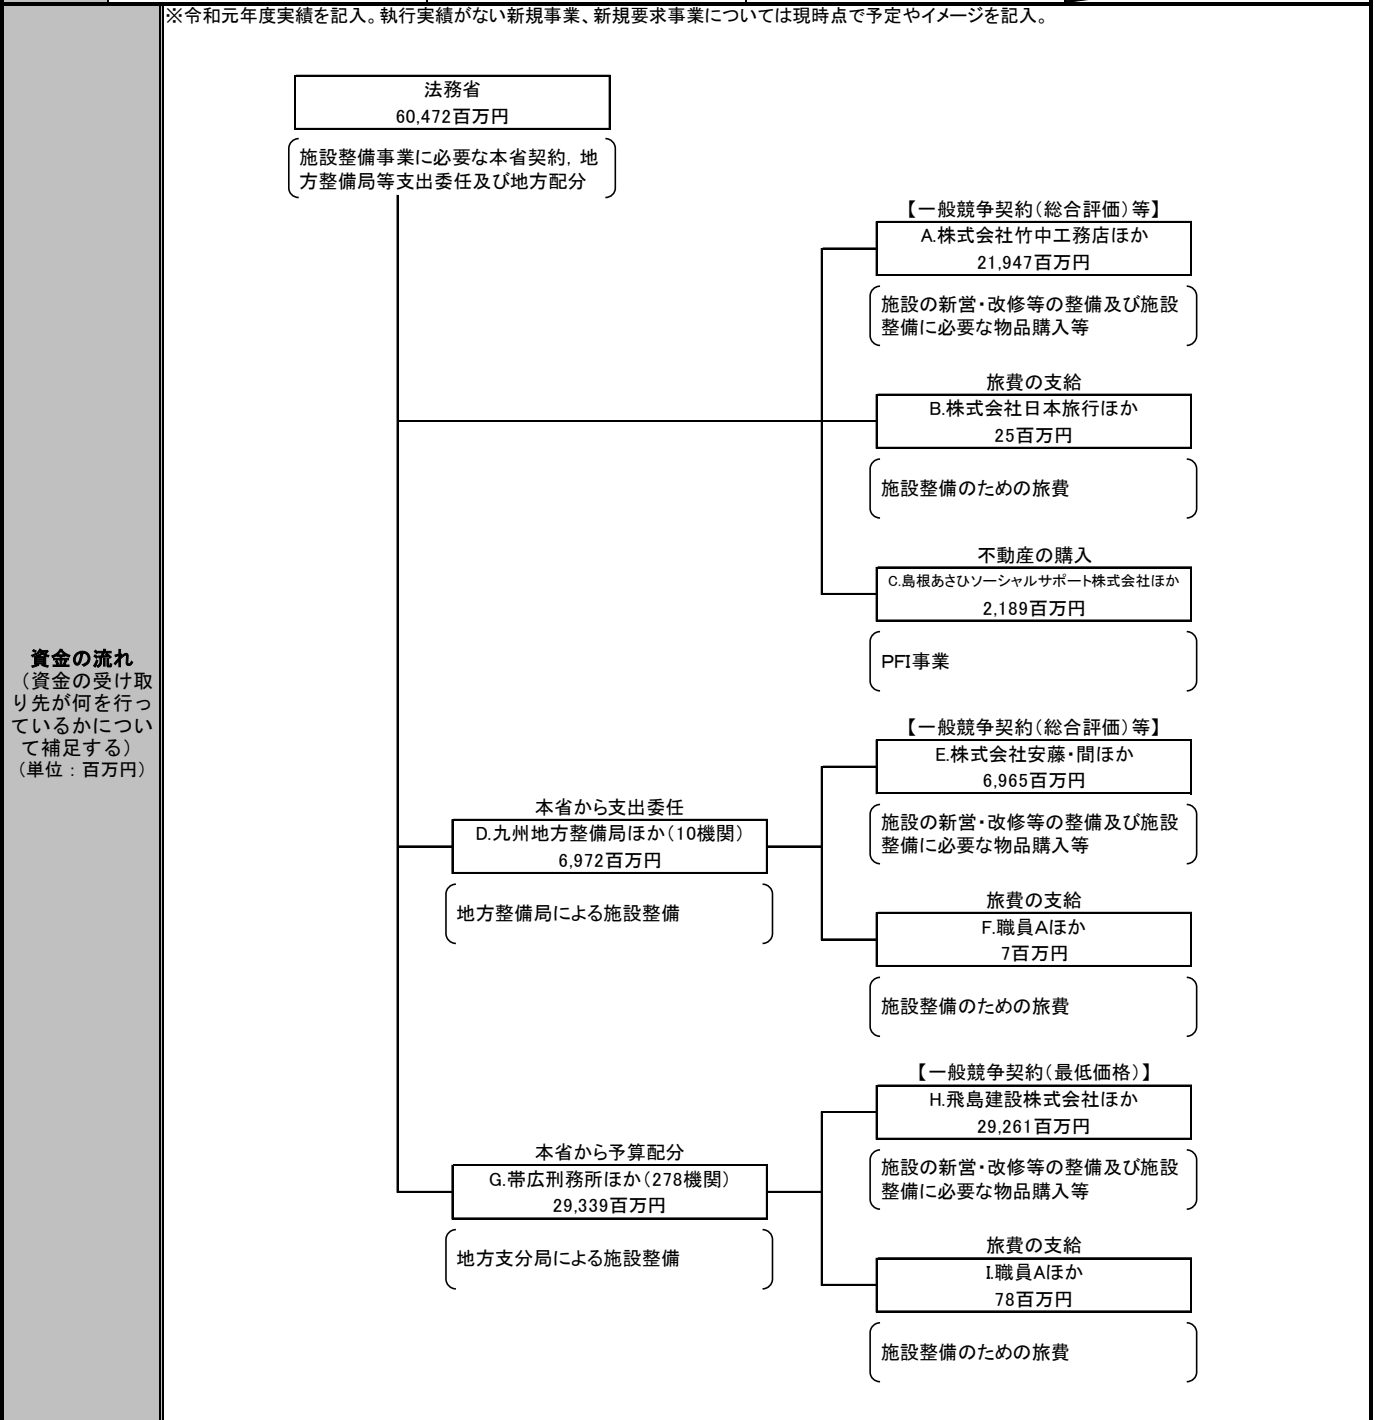 ※令和元年度実績を記入。執行実績がない新規事業、新規要求事業については現時点で予定やイメージを記入。
資金の流れ
（資金の受け取
り先が何を行っ
ているかについ
て補足する）
（単位：百万円）
法務省
60,472百万円
施設整備事業に必要な本省契約，地
方整備局等支出委任及び地方配分
【一般競争契約（総合評価）等】
A.株式会社竹中工務店ほか
21,947百万円
施設の新営・改修等の整備及び施設
整備に必要な物品購入等
旅費の支給
B.株式会社日本旅行ほか
25百万円
施設整備のための旅費
不動産の購入
C.島根あさひソーシャルサポート株式会社ほか
2,189百万円
PFI事業
本省から支出委任
D.九州地方整備局ほか（10機関）
6,972百万円
地方整備局による施設整備
【一般競争契約（総合評価）等】
E.株式会社安藤・間ほか
6,965百万円
施設の新営・改修等の整備及び施設
整備に必要な物品購入等
旅費の支給
F.職員Aほか
7百万円
施設整備のための旅費
本省から予算配分
G.帯広刑務所ほか（278機関）
29,339百万円
地方支分局による施設整備
【一般競争契約（最低価格）】
H.飛島建設株式会社ほか
29,261百万円
施設の新営・改修等の整備及び施設
整備に必要な物品購入等
旅費の支給
I.職員Aほか
78百万円
施設整備のための旅費